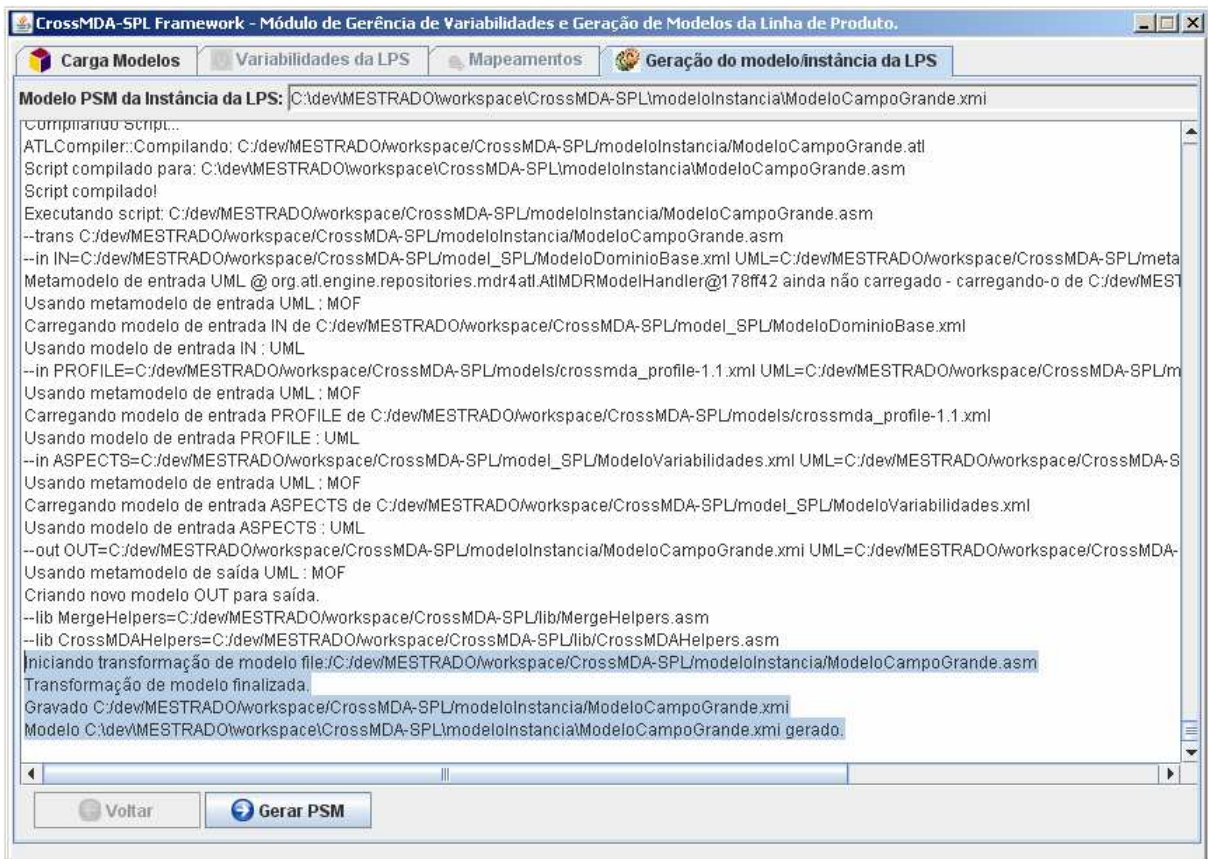 CrossMDA-SPL Framework - Módulo de Gerência de Variabilidades e Geração de Modelos da Linha de Produto.
Carga Modelos Variabilidades da LPS Mapeamentos Geração do modelo/instância da LPS
Modelo PSM da Instância da LPS: C:\dev\MESTRADO\workspace\CrossMDA-SPL\modeloInstancia\ModeloCampoGrande.xmi
Compilando Script...
ATLCompiler::Compilando: C:/dev/MESTRADO/workspace/CrossMDA-SPL/modeloInstancia/ModeloCampoGrande.atl
Script compilado para: C:\dev\MESTRADO\workspace\CrossMDA-SPL\modeloInstancia\ModeloCampoGrande.asm
Script compilado!
Executando script: C:/dev/MESTRADO/workspace/CrossMDA-SPL/modeloInstancia/ModeloCampoGrande.asm
--trans C:/dev/MESTRADO/workspace/CrossMDA-SPL/modeloInstancia/ModeloCampoGrande.asm
--in IN=C:/dev/MESTRADO/workspace/CrossMDA-SPL/model_SPL/ModeloDominioBase.xml UML=C:/dev/MESTRADO/workspace/CrossMDA-SPL/meta
Metamodelo de entrada UML @ org.atl.engine.repositories.mdr4atl.AtlMDRModelHandler@178ff42 ainda não carregado - carregando-o de C:/dev/MEST
Usando metamodelo de entrada UML : MOF
Carregando modelo de entrada IN de C:/dev/MESTRADO/workspace/CrossMDA-SPL/model_SPL/ModeloDominioBase.xml
Usando modelo de entrada IN : UML
--in PROFILE=C:/dev/MESTRADO/workspace/CrossMDA-SPL/models/crossmda_profile-1.1.xml UML=C:/dev/MESTRADO/workspace/CrossMDA-SPL/m
Usando metamodelo de entrada UML : MOF
Carregando modelo de entrada PROFILE de C:/dev/MESTRADO/workspace/CrossMDA-SPL/models/crossmda_profile-1.1.xml
Usando modelo de entrada PROFILE : UML
--in ASPECTS=C:/dev/MESTRADO/workspace/CrossMDA-SPL/model_SPL/ModeloVariabilidades.xml UML=C:/dev/MESTRADO/workspace/CrossMDA-S
Usando metamodelo de entrada UML : MOF
Carregando modelo de entrada ASPECTS de C:/dev/MESTRADO/workspace/CrossMDA-SPL/model_SPL/ModeloVariabilidades.xml
Usando modelo de entrada ASPECTS : UML
--out OUT=C:/dev/MESTRADO/workspace/CrossMDA-SPL/modeloInstancia/ModeloCampoGrande.xmi UML=C:/dev/MESTRADO/workspace/CrossMDA-
Usando metamodelo de saída UML : MOF
Criando novo modelo OUT para saída.
--lib MergeHelpers=C:/dev/MESTRADO/workspace/CrossMDA-SPL/lib/MergeHelpers.asm
--lib CrossMDAHelpers=C:/dev/MESTRADO/workspace/CrossMDA-SPL/lib/CrossMDAHelpers.asm
Iniciando transformação de modelo file:/C:/dev/MESTRADO/workspace/CrossMDA-SPL/modeloInstancia/ModeloCampoGrande.asm
Transformação de modelo finalizada.
Gravado C:/dev/MESTRADO/workspace/CrossMDA-SPL/modeloInstancia/ModeloCampoGrande.xmi
Modelo C:\dev\MESTRADO\workspace\CrossMDA-SPL\modeloInstancia\ModeloCampoGrande.xmi gerado.
Voltar Gerar PSM